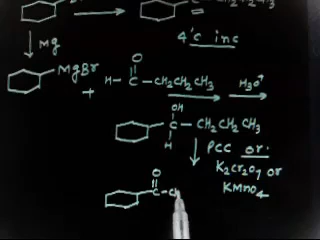 4'c inc
Mg
MgBr
O
H-C-CH2CH2CH3
H3O+
+
OH
C-CH2CH2CH3
H
PCC or
K2Cr2O7 or
KMnO4
O
C-C